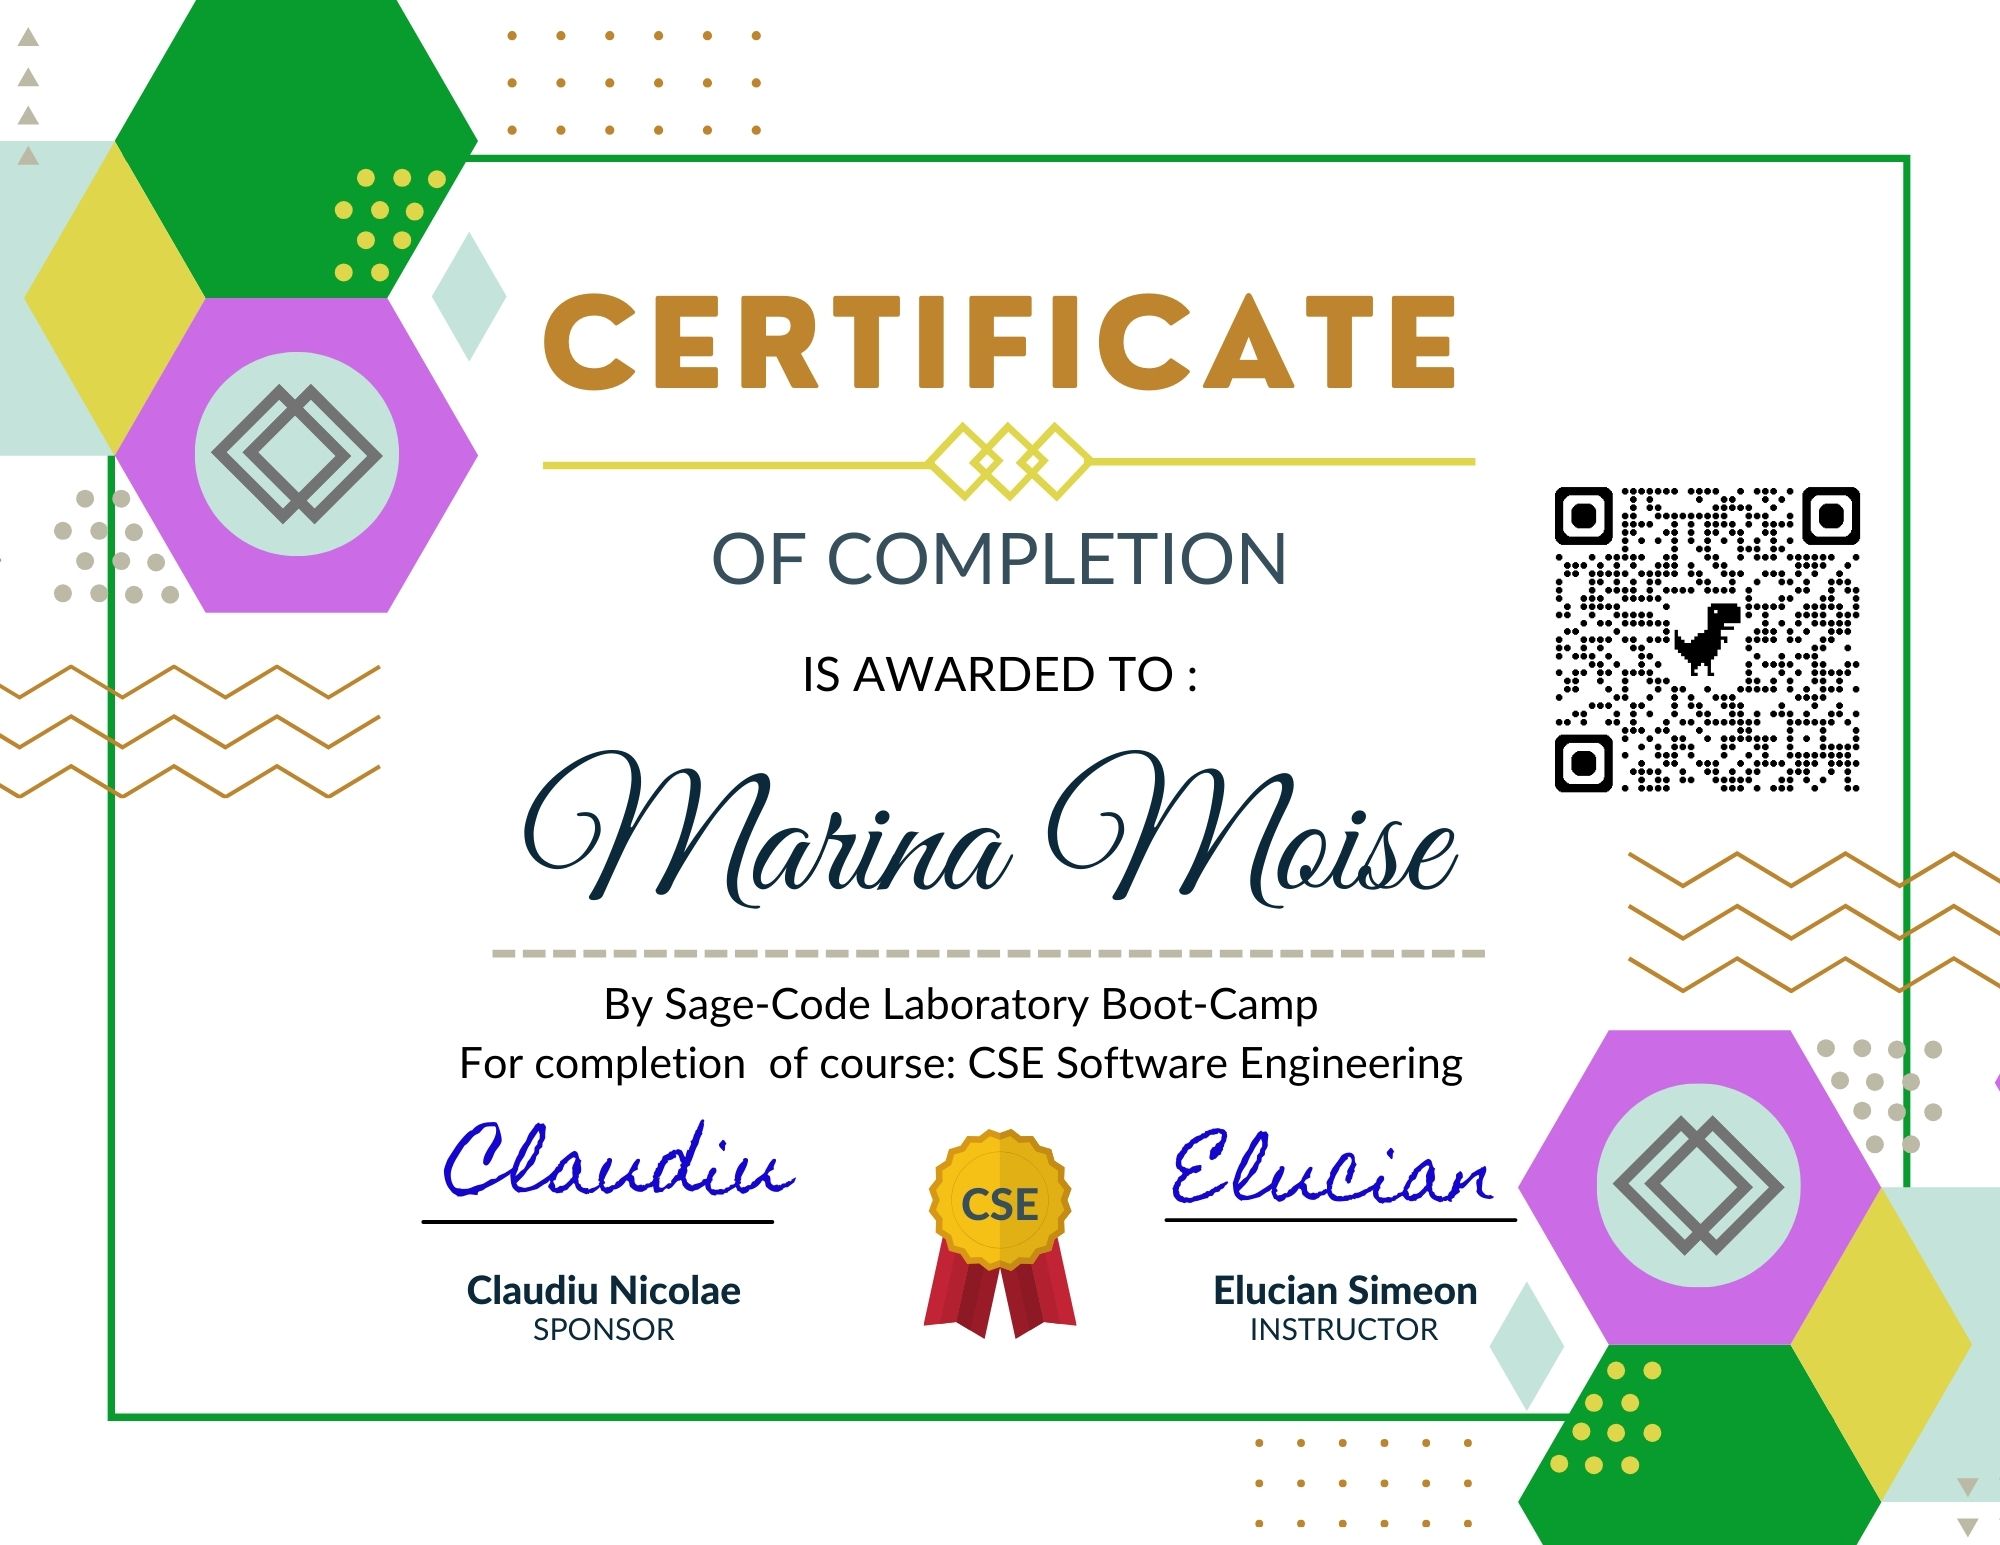 CERTIFICATE
OF COMPLETION
IS AWARDED TO :
Marina Moise
By Sage-Code Laboratory Boot-Camp
For completion  of course: CSE Software Engineering
Claudiu
CSE
Elucian
Claudiu Nicolae
SPONSOR
Elucian Simeon
INSTRUCTOR